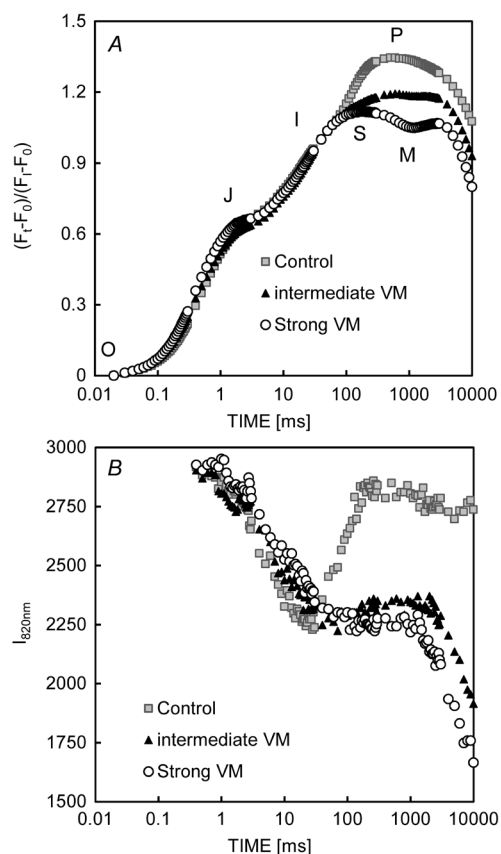 A
P
1.5
1.2
I
S
M
0.9
(Ft-F0)/(FI-F0)
J
0.6
Control
intermediate VM
0.3
Strong VM
O
0
0.01 0.1 1 10 100 1000 10000
TIME [ms]
3000
B
2750
2500
I820nm
2250
2000
Control
intermediate VM
1750
Strong VM
1500
0.01 0.1 1 10 100 1000 10000
TIME [ms]